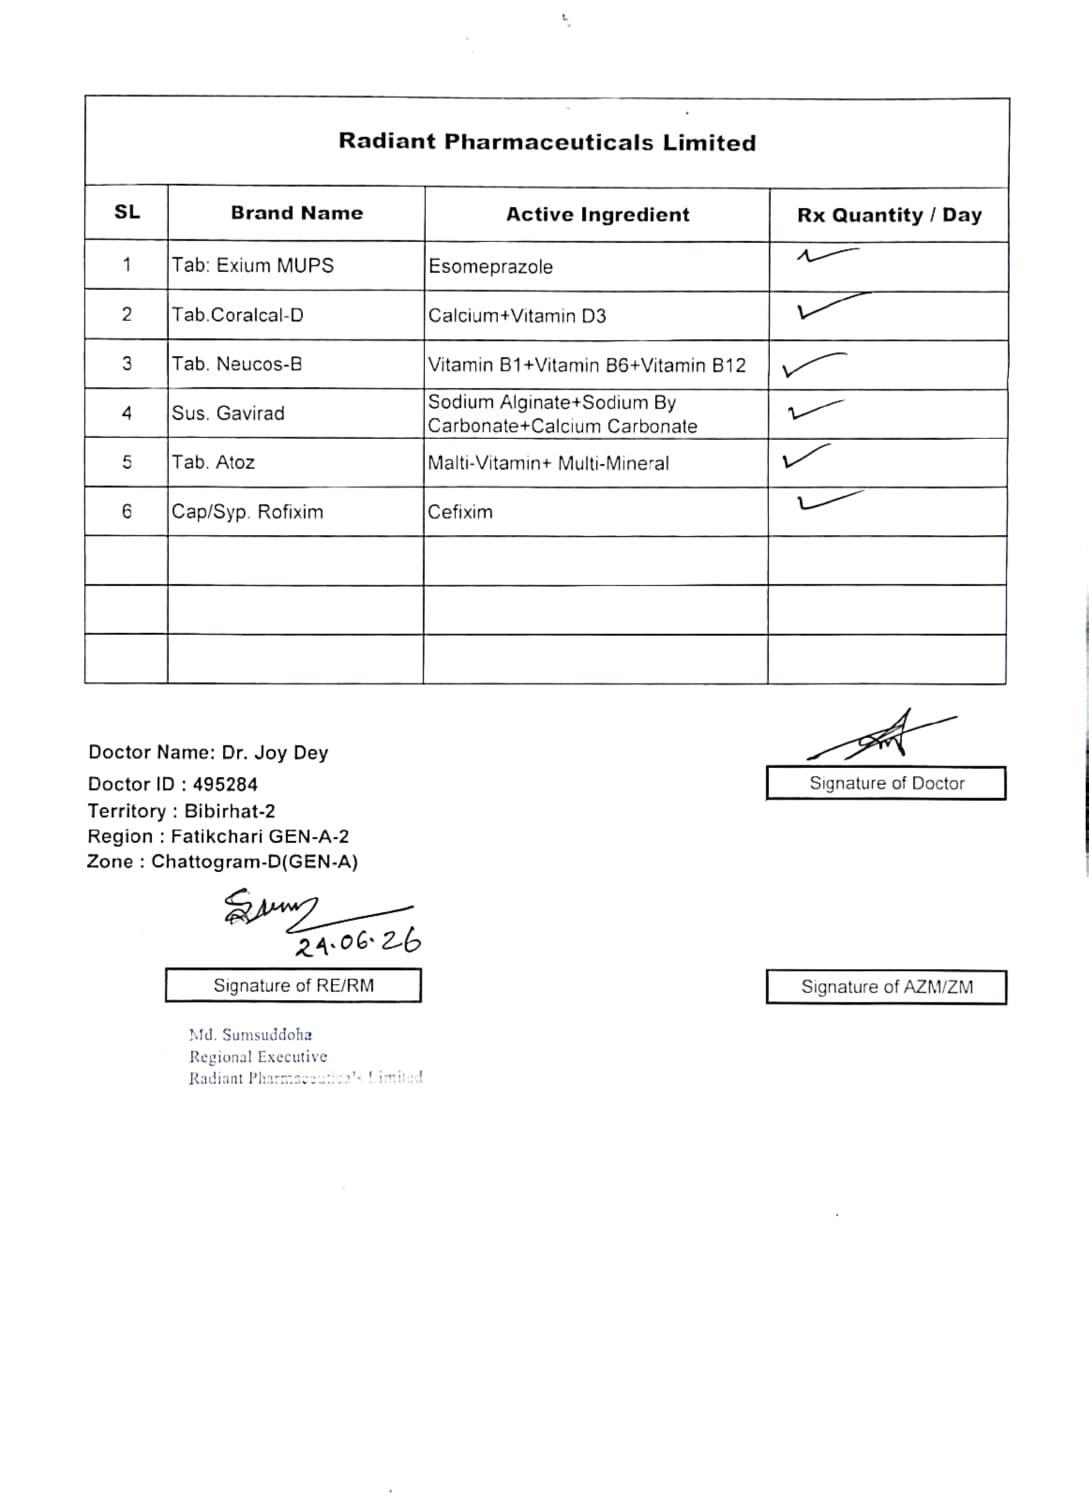 Radiant Pharmaceuticals Limited
SL Brand Name Active Ingredient Rx Quantity / Day
1 Tab: Exium MUPS Esomeprazole
2 Tab.Coralcal-D Calcium+Vitamin D3
3 Tab. Neucos-B Vitamin B1+Vitamin B6+Vitamin B12
4 Sus. Gavirad Sodium Alginate+Sodium By
Carbonate+Calcium Carbonate
5 Tab. Atoz Malti-Vitamin+ Multi-Mineral
6 Cap/Syp. Rofixim Cefixim
Doctor Name: Dr. Joy Dey
Doctor ID : 495284
Signature of Doctor
Territory : Bibirhat-2
Region : Fatikchari GEN-A-2
Zone : Chattogram-D(GEN-A)
24.06.26
Signature of RE/RM
Signature of AZM/ZM
Md. Sumsuddoha
Regional Executive
Radiant Pharmaceuticals Limited